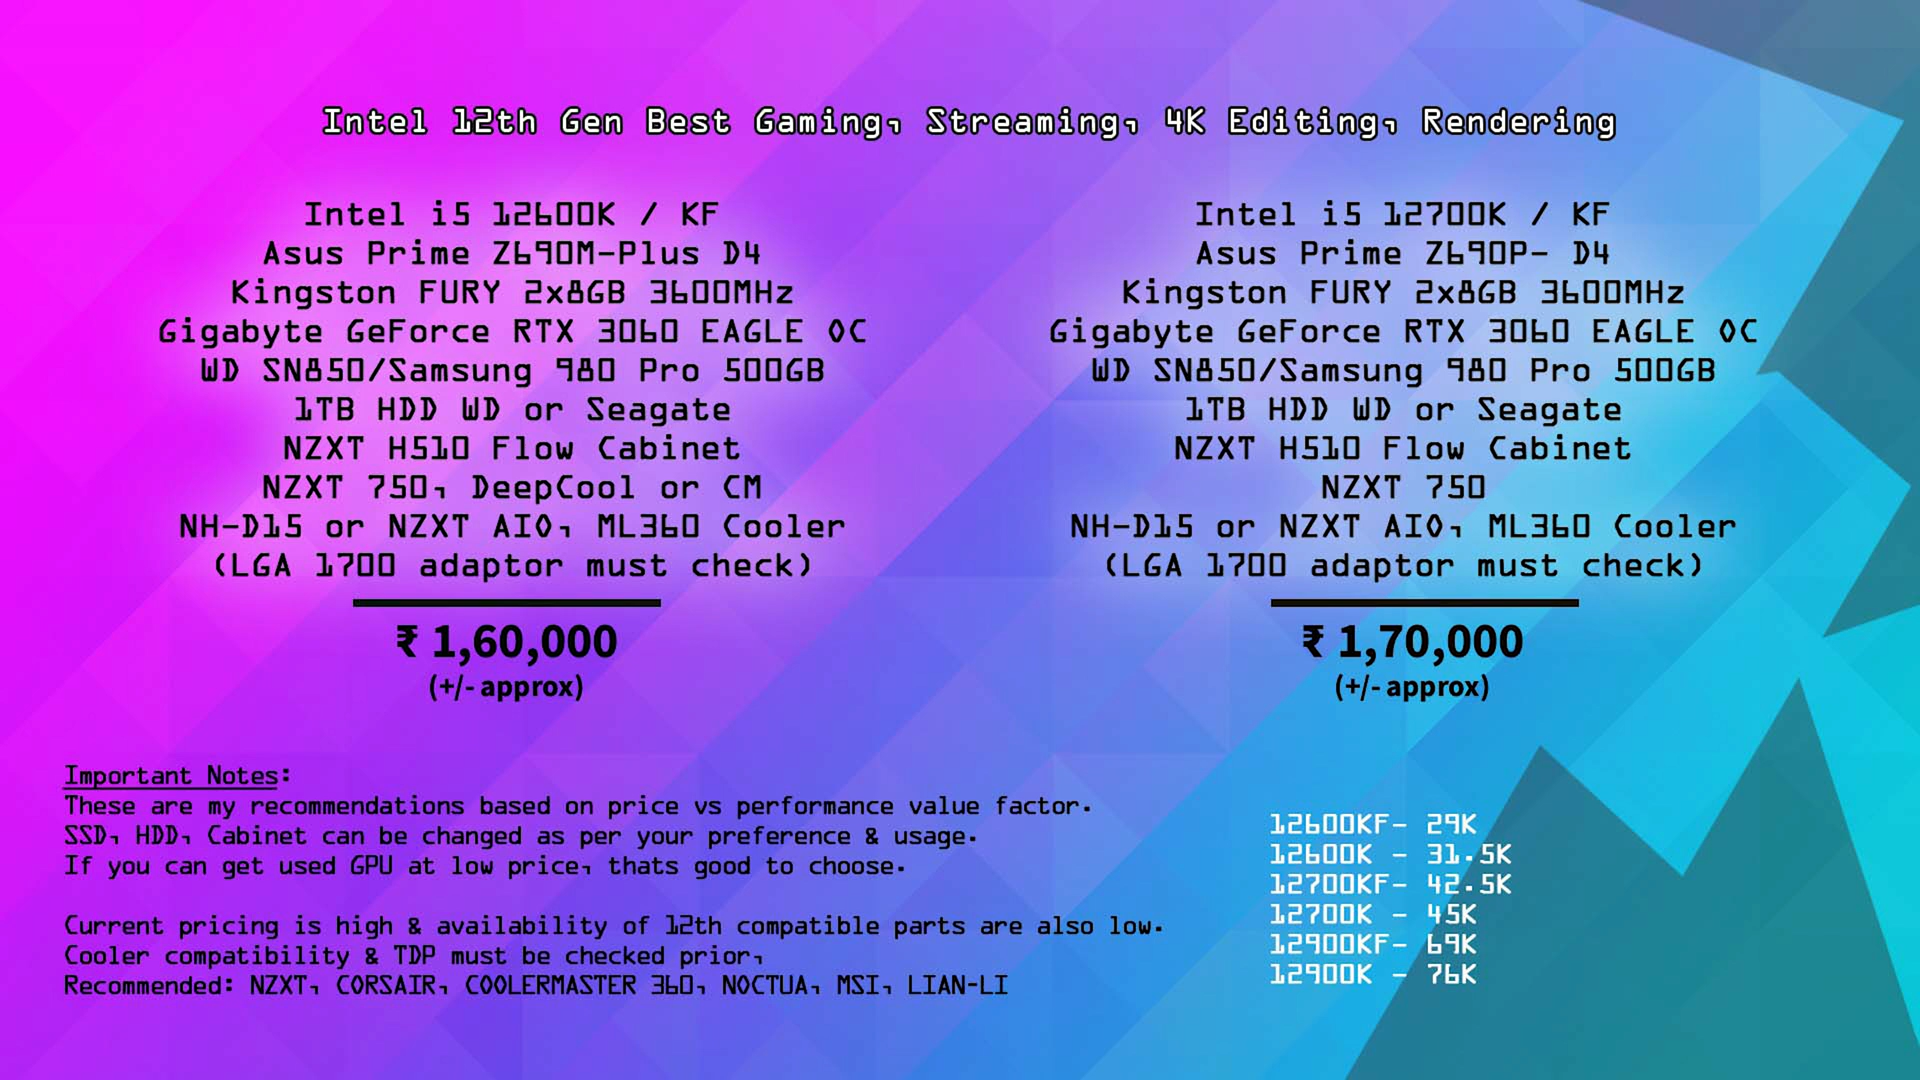 Intel 12th Gen Best Gaming, Streaming, 4K Editing, Rendering
Intel i5 12600K / KF
Asus Prime Z690M-Plus D4
Kingston FURY 2x8GB 3600MHz
Gigabyte GeForce RTX 3060 EAGLE OC
WD SN850/Samsung 980 Pro 500GB
1TB HDD WD or Seagate
NZXT H510 Flow Cabinet
NZXT 750, DeepCool or CM
NH-D15 or NZXT AIO, ML360 Cooler
(LGA 1700 adaptor must check)
₹ 1,60,000
(+/- approx)
Intel i5 12700K / KF
Asus Prime Z690P- D4
Kingston FURY 2x8GB 3600MHz
Gigabyte GeForce RTX 3060 EAGLE OC
WD SN850/Samsung 980 Pro 500GB
1TB HDD WD or Seagate
NZXT H510 Flow Cabinet
NZXT 750
NH-D15 or NZXT AIO, ML360 Cooler
(LGA 1700 adaptor must check)
₹ 1,70,000
(+/- approx)
Important Notes:
These are my recommendations based on price vs performance value factor.
SSD, HDD, Cabinet can be changed as per your preference & usage.
If you can get used GPU at low price, thats good to choose.
Current pricing is high & availability of 12th compatible parts are also low.
Cooler compatibility & TDP must be checked prior,
Recommended: NZXT, CORSAIR, COOLERMASTER 360, NOCTUA, MSI, LIAN-LI
12600KF- 29K
12600K - 31.5K
12700KF- 42.5K
12700K - 45K
12900KF- 69K
12900K - 76K